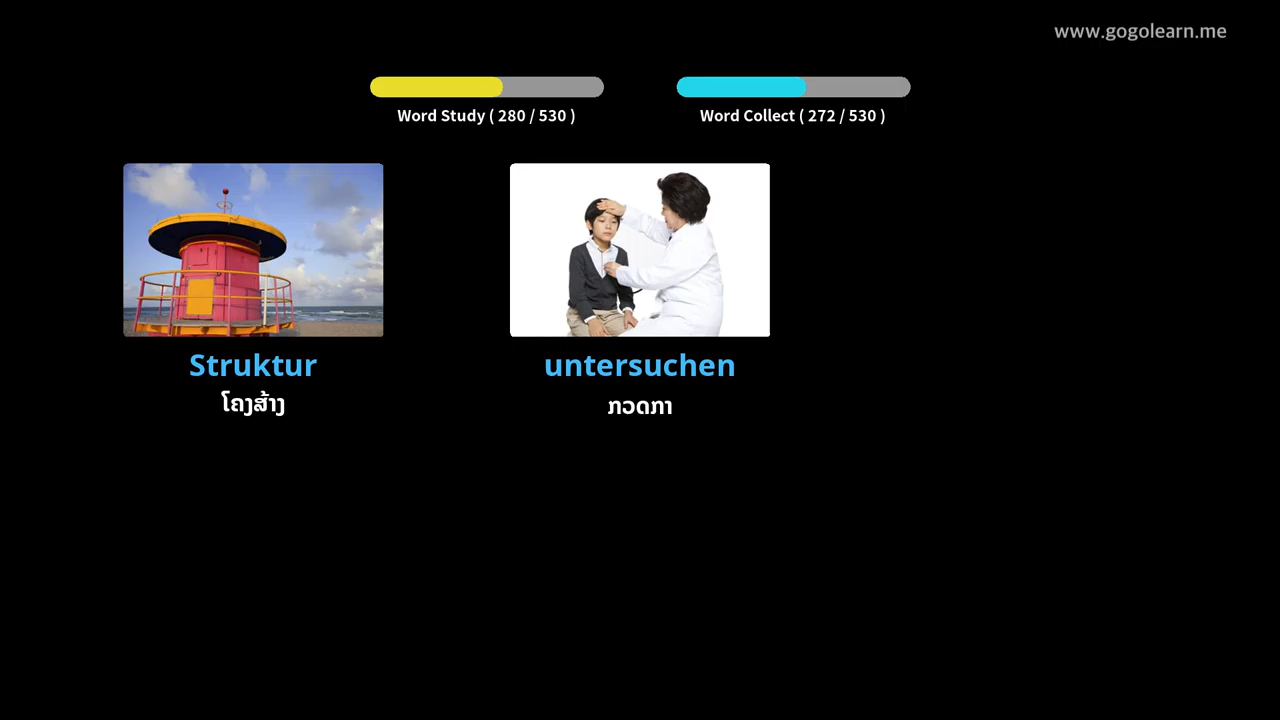 www.gogolearn.me
Word Study ( 280 / 530 )
Word Collect ( 272 / 530 )
Struktur
ໂຄງສ້າງ
untersuchen
ກວດກາ